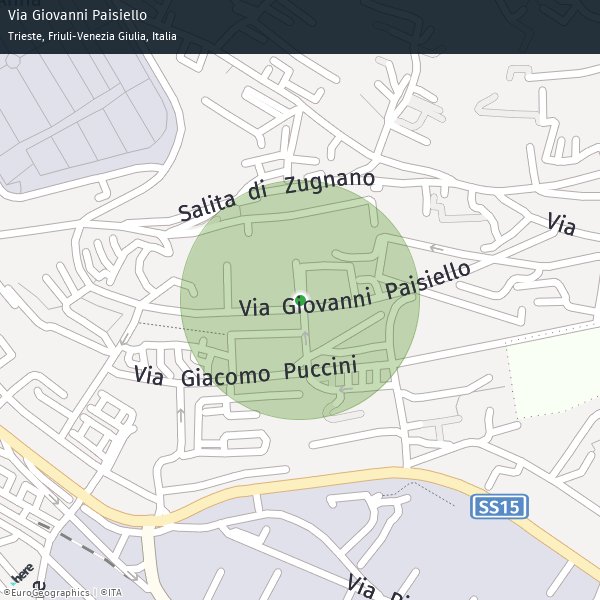 Via Giovanni Paisiello
Trieste, Friuli-Venezia Giulia, Italia
Salita di Zugnano
Via
Via Giovanni Paisiello
Via Giacomo Puccini
SS15
here
Via
©EuroGeographics | ©ITA